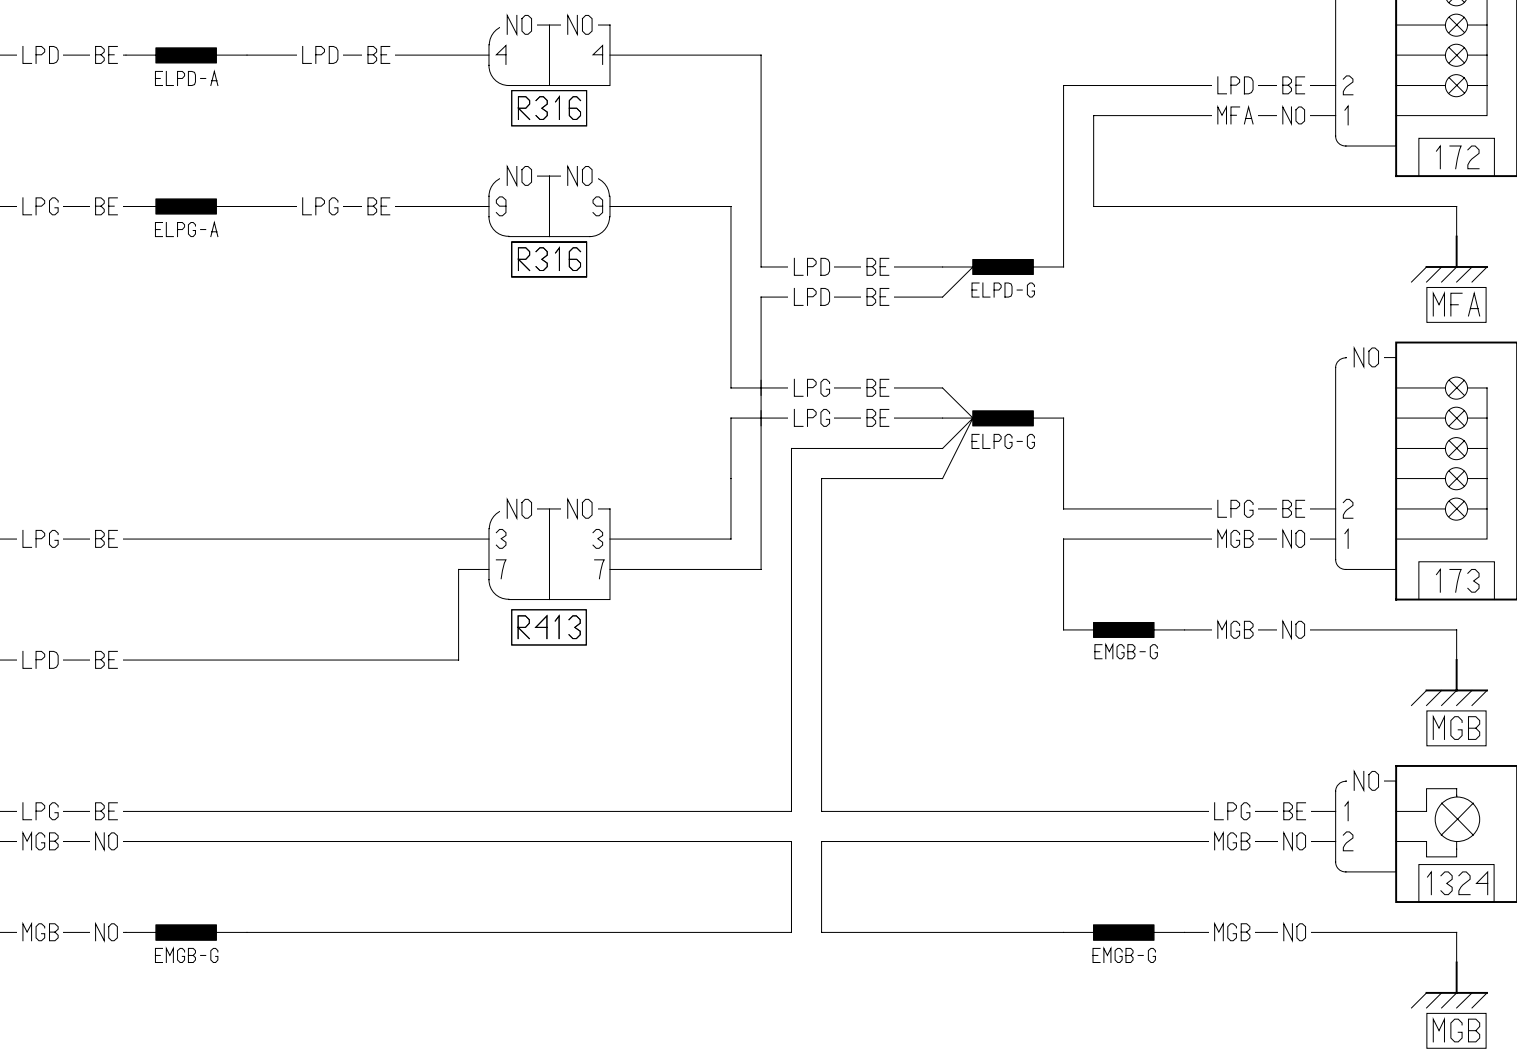 NO NO
LPD BE LPD BE 4 4
ELPD-A
R316
LPD BE 2
MFA NO 1
172
NO NO
LPG BE LPG BE 9 9
ELPG-A
R316
LPD BE
ELPD-G
LPD BE
MFA
NO
LPG BE
LPG BE
ELPG-G
NO NO
LPG BE 2
LPG BE 3 3
MGB NO 1
7 7
173
R413
MGB NO
EMGB-G
LPD BE
MGB
NO
LPG BE LPG BE 1
MGB NO MGB NO 2
1324
MGB NO MGB NO
EMGB-G EMGB-G
MGB